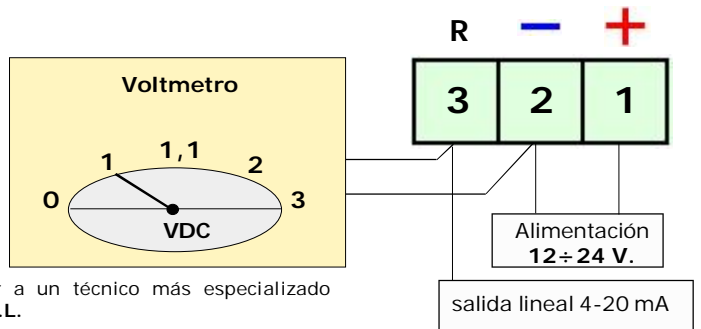 R − +
3 2 1
Voltmetro
0 1 1,1 2 3
VDC
Alimentación
12÷24 V.
a un técnico más especializado
salida lineal 4-20 mA